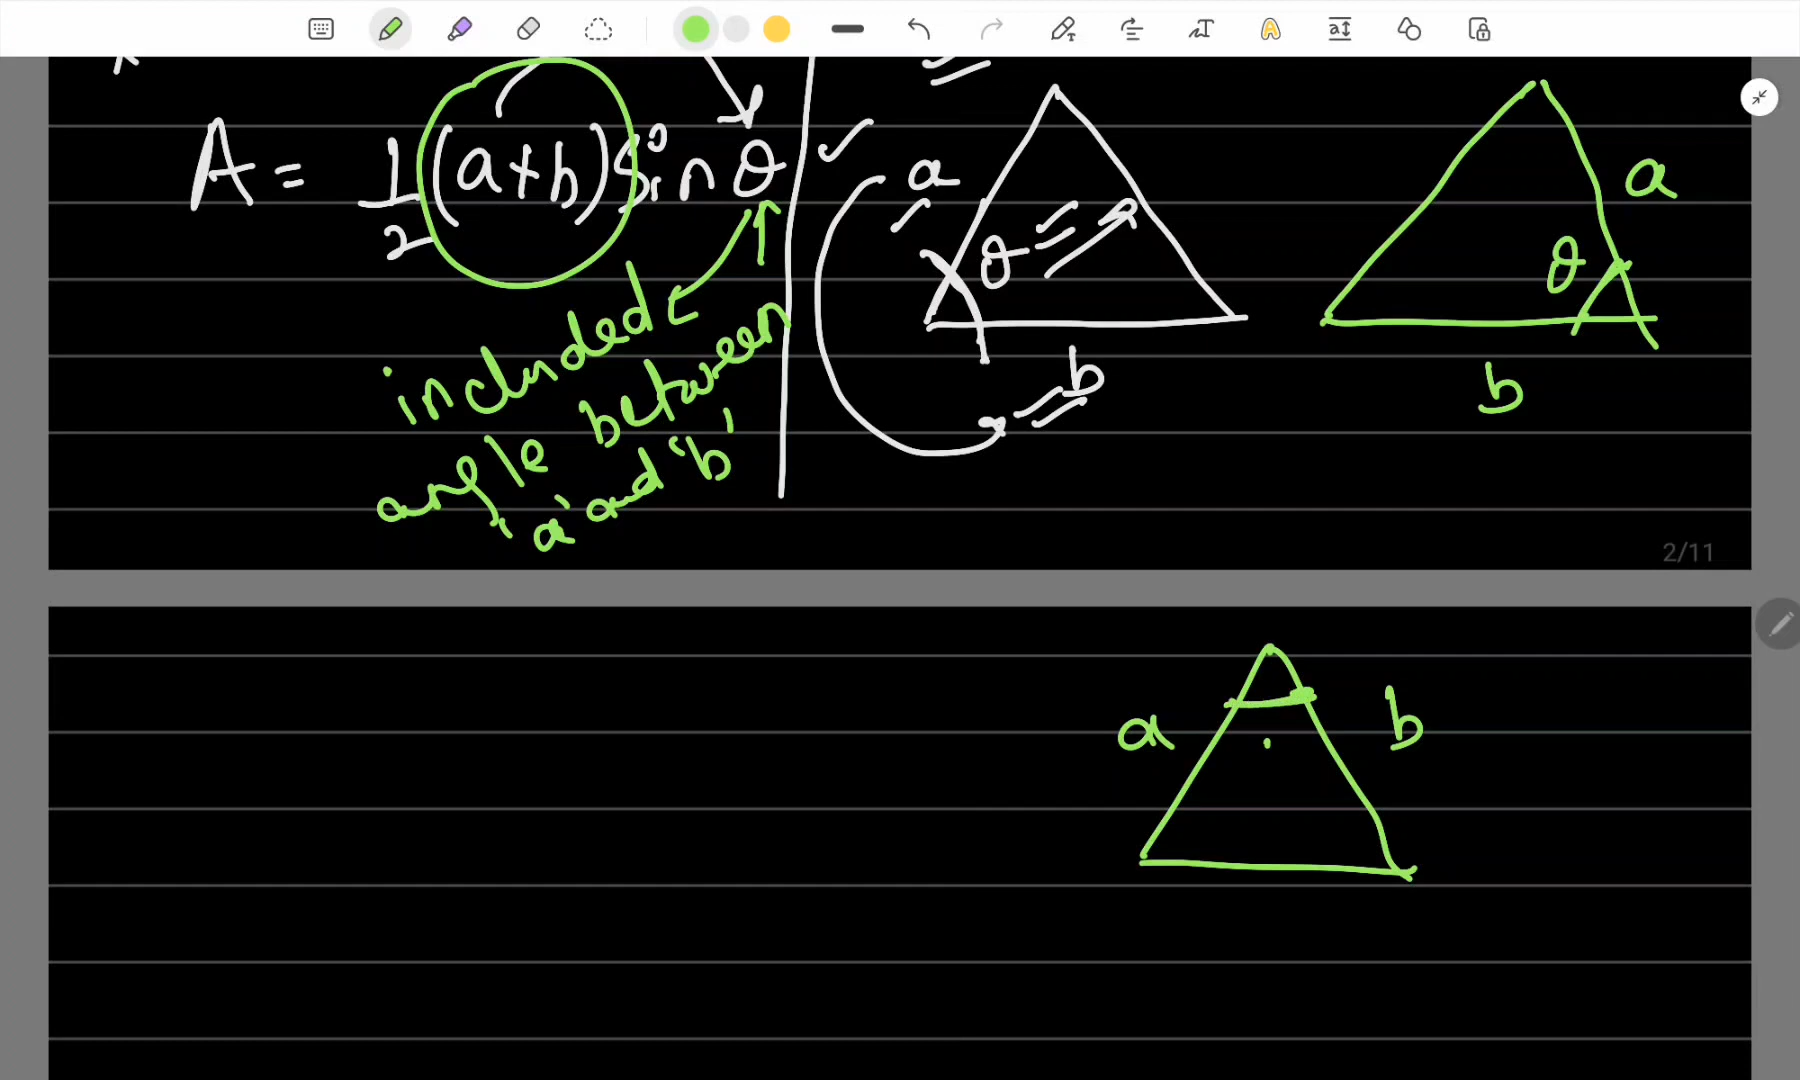 A = 1/2 (a+b) Sin θ
included
angle between
'a' and 'b'
a
θ
b
a
θ
b
2/11
a
b